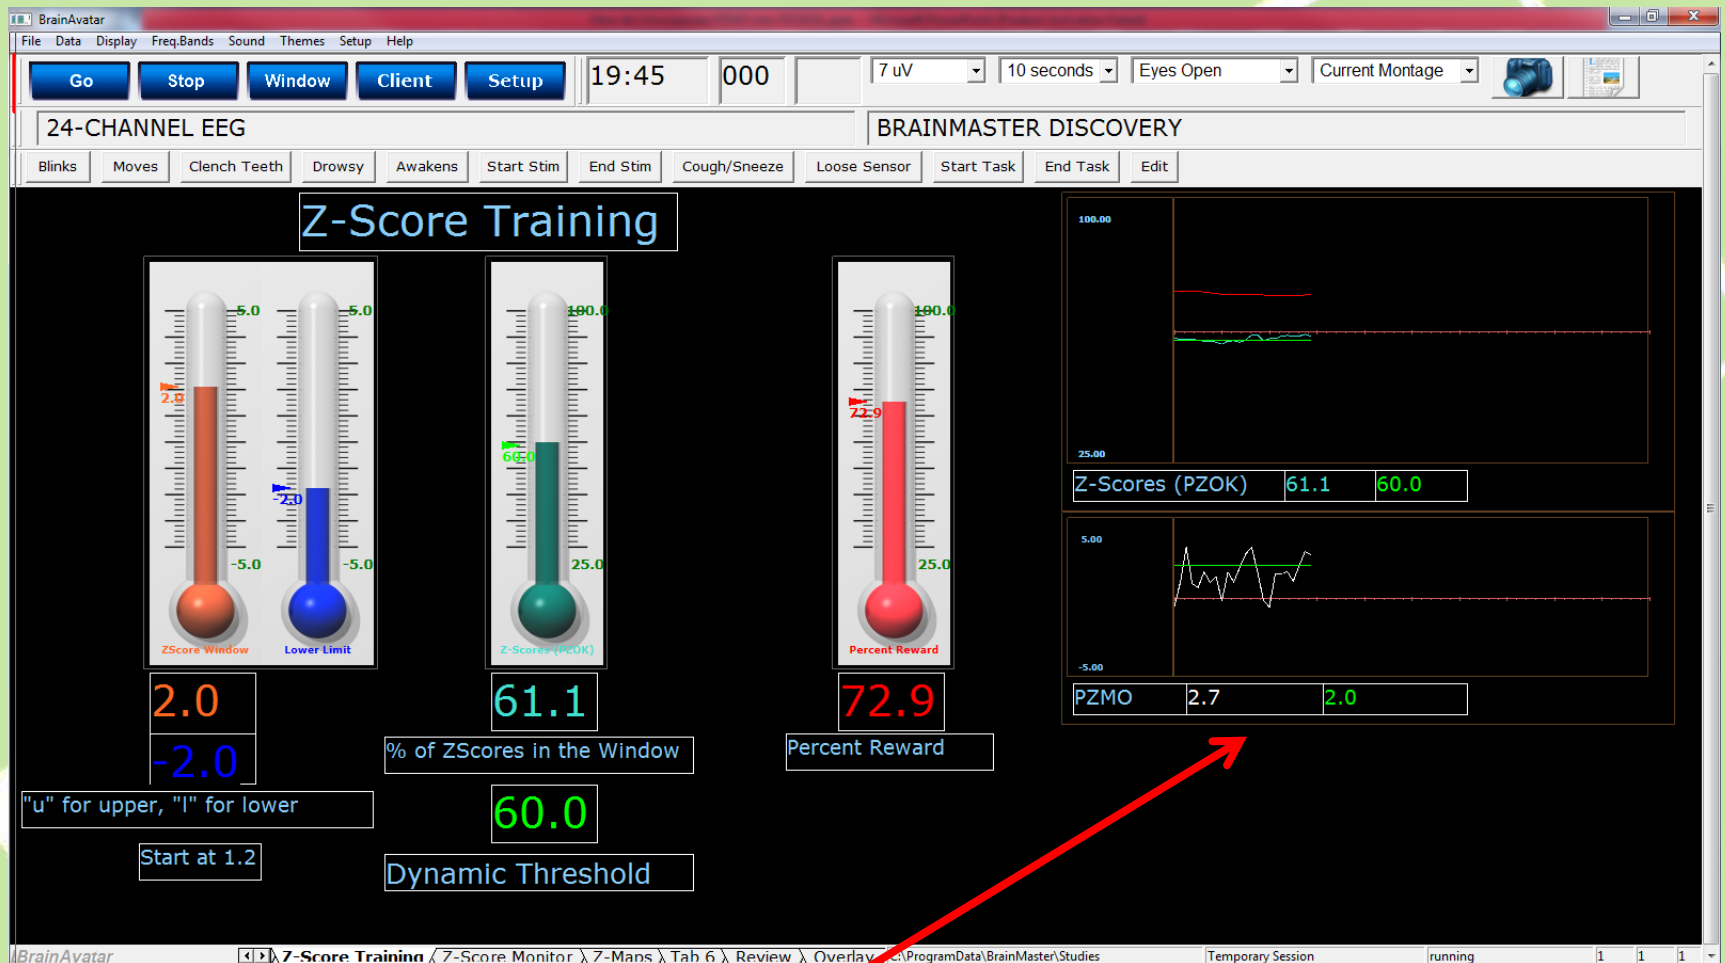 BrainAvatar
File Data Display Freq.Bands Sound Themes Setup Help
Go Stop Window Client Setup 19:45 000 7 uV 10 seconds Eyes Open Current Montage
24-CHANNEL EEG BRAINMASTER DISCOVERY
Blinks Moves Clench Teeth Drowsy Awakens Start Stim End Stim Cough/Sneeze Loose Sensor Start Task End Task Edit
Z-Score Training
5.0 5.0 100.0 100.0
2.0 -2.0 60.0 72.9
-5.0 -5.0 25.0 25.0
ZScore Window Lower Limit Z-Scores (PZOK) Percent Reward
2.0
-2.0
"u" for upper, "l" for lower
Start at 1.2
61.1
% of ZScores in the Window
60.0
Dynamic Threshold
72.9
Percent Reward
100.00
25.00
Z-Scores (PZOK) 61.1 60.0
5.00
-5.00
PZMO 2.7 2.0
BrainAvatar Z-Score Training Z-Score Monitor Z-Maps Tab 6 Review Overlay :\ProgramData\BrainMaster\Studies Temporary Session running 1 1 1